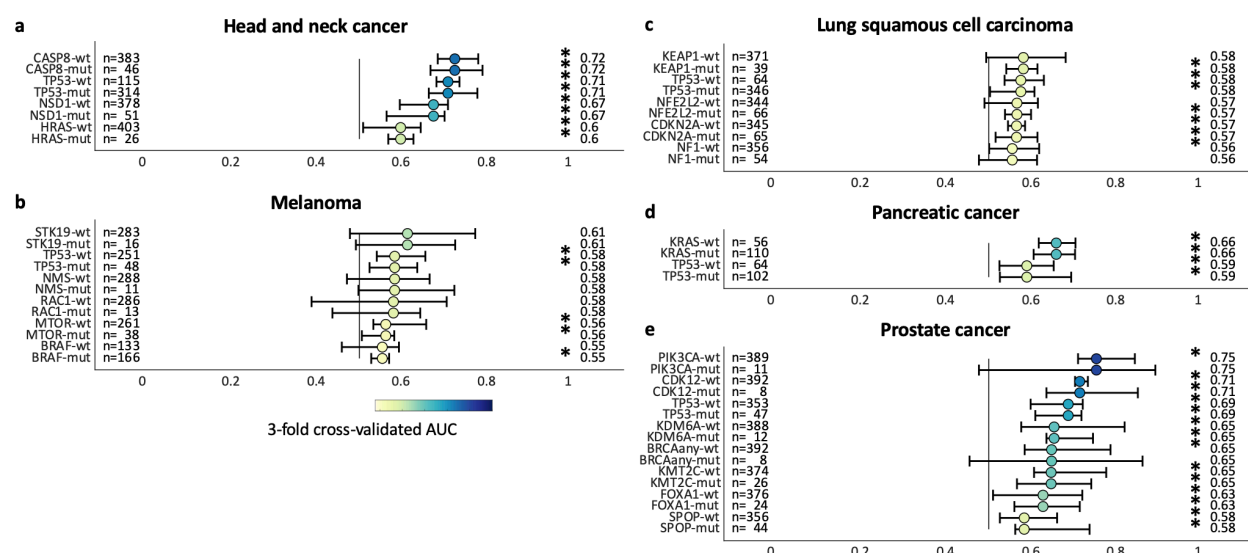 a
Head and neck cancer
CASP8-wt n=383 * 0.72
CASP8-mut n= 46 * 0.72
TP53-wt n=115 * 0.71
TP53-mut n=314 * 0.71
NSD1-wt n=378 * 0.67
NSD1-mut n= 51 * 0.67
HRAS-wt n=403 * 0.6
HRAS-mut n= 26 * 0.6
0 0.2 0.4 0.6 0.8 1
b
Melanoma
STK19-wt n=283 0.61
STK19-mut n= 16 0.61
TP53-wt n=251 * 0.58
TP53-mut n= 48 * 0.58
NMS-wt n=288 0.58
NMS-mut n= 11 0.58
RAC1-wt n=286 0.58
RAC1-mut n= 13 0.58
MTOR-wt n=261 * 0.56
MTOR-mut n= 38 * 0.56
BRAF-wt n=133 0.55
BRAF-mut n=166 * 0.55
0 0.2 0.4 0.6 0.8 1
3-fold cross-validated AUC
c
Lung squamous cell carcinoma
KEAP1-wt n=371 0.58
KEAP1-mut n= 39 * 0.58
TP53-wt n= 64 * 0.58
TP53-mut n=346 * 0.58
NFE2L2-wt n=344 0.57
NFE2L2-mut n= 66 * 0.57
CDKN2A-wt n=345 * 0.57
CDKN2A-mut n= 65 * 0.57
NF1-wt n=356 * 0.56
NF1-mut n= 54 0.56
0 0.2 0.4 0.6 0.8 1
d
Pancreatic cancer
KRAS-wt n= 56 * 0.66
KRAS-mut n=110 * 0.66
TP53-wt n= 64 * 0.59
TP53-mut n=102 * 0.59
0 0.2 0.4 0.6 0.8 1
e
Prostate cancer
PIK3CA-wt n=389 * 0.75
PIK3CA-mut n= 11 0.75
CDK12-wt n=392 * 0.71
CDK12-mut n= 8 * 0.71
TP53-wt n=353 * 0.69
TP53-mut n= 47 * 0.69
KDM6A-wt n=388 * 0.65
KDM6A-mut n= 12 * 0.65
BRCAany-wt n=392 * 0.65
BRCAany-mut n= 8 0.65
KMT2C-wt n=374 * 0.65
KMT2C-mut n= 26 * 0.65
FOXA1-wt n=376 * 0.63
FOXA1-mut n= 24 * 0.63
SPOP-wt n=356 * 0.58
SPOP-mut n= 44 * 0.58
0 0.2 0.4 0.6 0.8 1